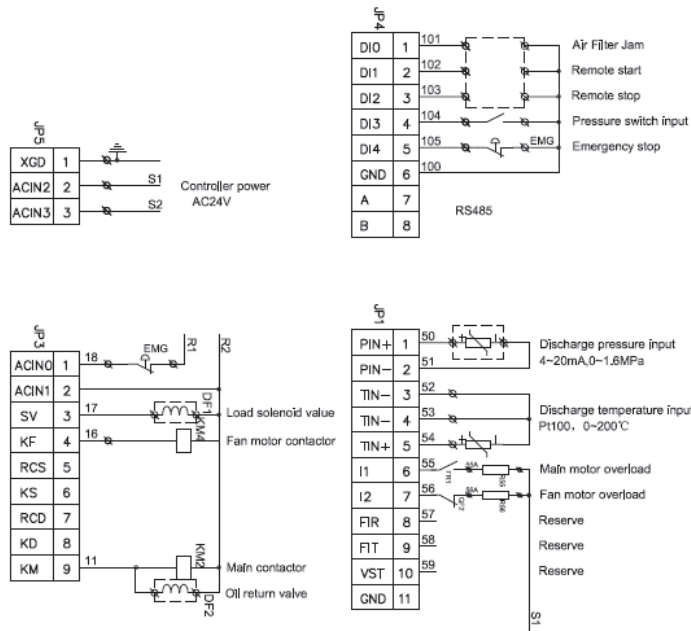 JP4
DI0 1 101 Air Filter Jam
DI1 2 102 Remote start
DI2 3 103 Remote stop
DI3 4 104 Pressure switch input
DI4 5 105 EMG Emergency stop
GND 6 100
A 7
RS485
B 8
JP5
XGD 1
ACIN2 2 S1
Controller power
AC24V
ACIN3 3 S2
JP3
R1 R2
ACIN0 1 18 EMG
ACIN1 2
DF1
SV 3 17 Load solenoid value
KM4
KF 4 16 Fan motor contactor
RCS 5
KS 6
RCD 7
KD 8
KM2
KM 9 11 Main contactor
Oil return valve
DF2
JP1
PIN+ 1 50 + I
Discharge pressure input
4~20mA,0~1.6MPa
PIN− 2 51
TIN− 3 52
Discharge temperature input
Pt100, 0~200℃
TIN− 4 53
TIN+ 5 54 + I
I1 6 55 FR1 55A R55 Main motor overload
I2 7 56 QF2 56A R56 Fan motor overload
FIR 8 57 Reserve
FIT 9 58 Reserve
VST 10 59 Reserve
GND 11
S1